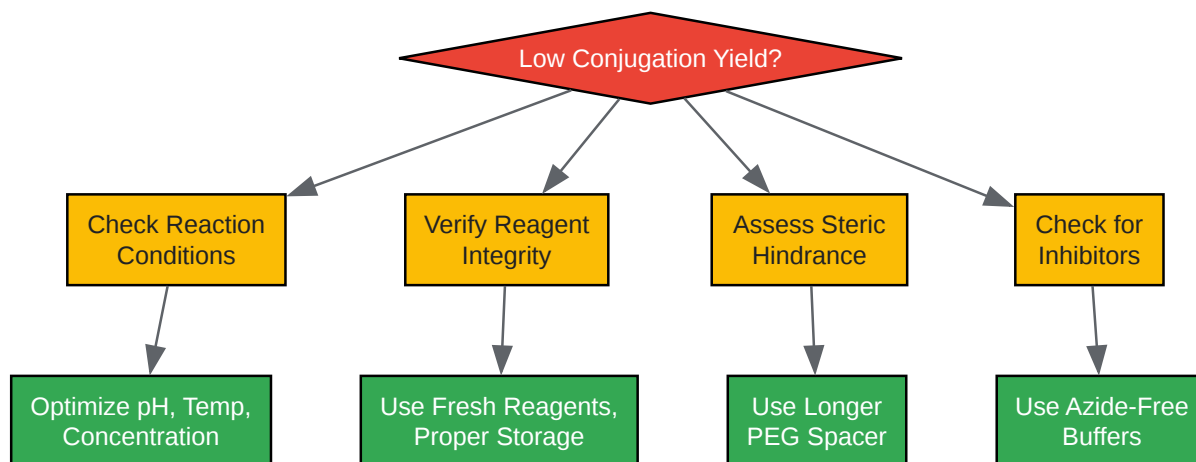 Low Conjugation Yield?
Check Reaction
Conditions
Verify Reagent
Integrity
Assess Steric
Hindrance
Check for
Inhibitors
Optimize pH, Temp,
Concentration
Use Fresh Reagents,
Proper Storage
Use Longer
PEG Spacer
Use Azide-Free
Buffers